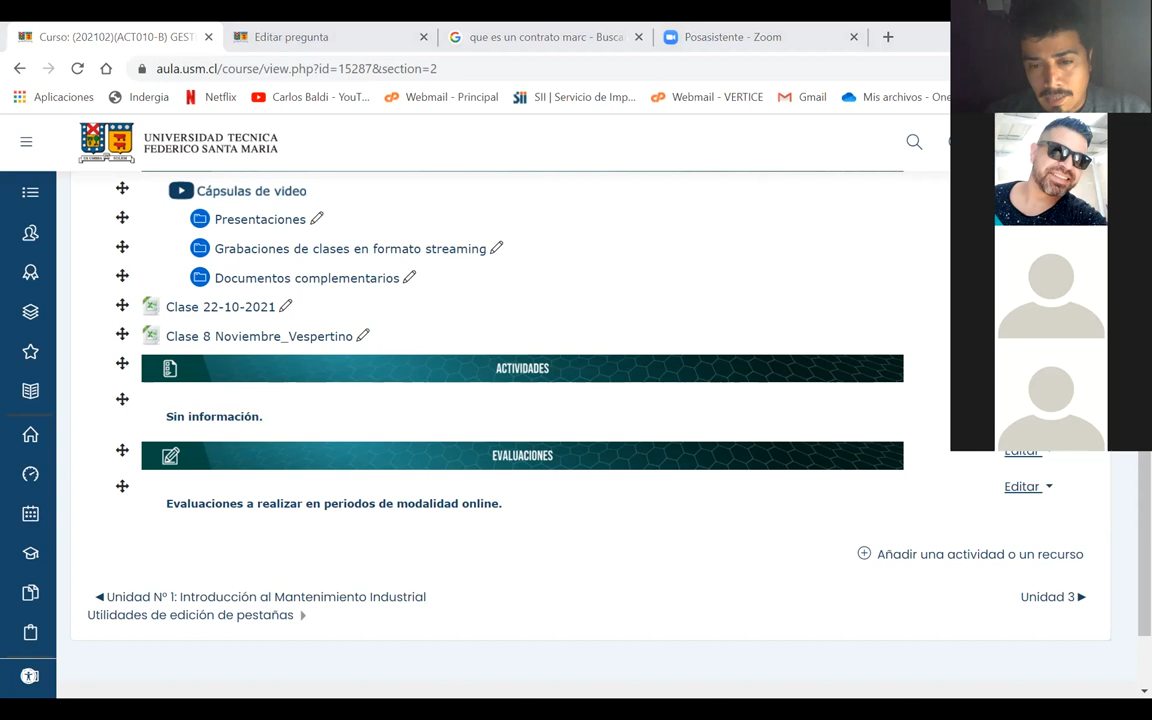 Curso: (202102)(ACT010-B) GEST
Editar pregunta
que es un contrato marc - Busca
Posasistente - Zoom
aula.usm.cl/course/view.php?id=15287&section=2
Aplicaciones
Indergia
Netflix
Carlos Baldi - YouT...
Webmail - Principal
SII | Servicio de Imp...
Webmail - VERTICE
Gmail
Mis archivos - One
UNIVERSIDAD TECNICA
FEDERICO SANTA MARIA
Cápsulas de video
Presentaciones
Grabaciones de clases en formato streaming
Documentos complementarios
Clase 22-10-2021
Clase 8 Noviembre_Vespertino
ACTIVIDADES
Sin información.
EVALUACIONES
Editar
Evaluaciones a realizar en periodos de modalidad online.
Editar
Añadir una actividad o un recurso
◀Unidad Nº 1: Introducción al Mantenimiento Industrial
Unidad 3▶
Utilidades de edición de pestañas